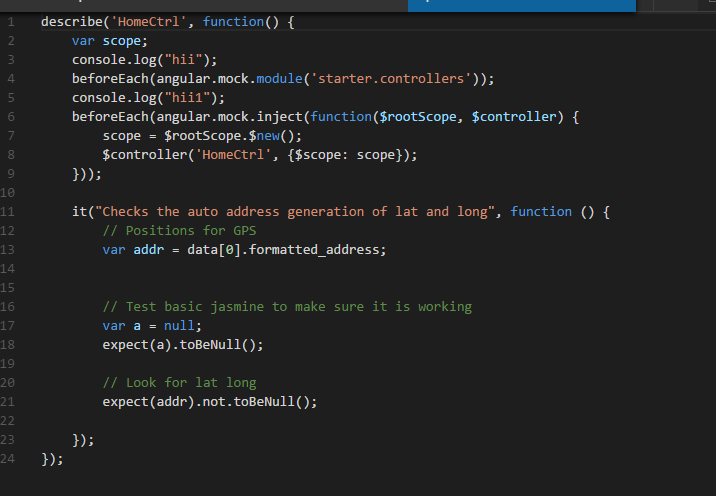 1 describe('HomeCtrl', function() {
2 var scope;
3 console.log("hii");
4 beforeEach(angular.mock.module('starter.controllers'));
5 console.log("hii1");
6 beforeEach(angular.mock.inject(function($rootScope, $controller) {
7 scope = $rootScope.$new();
8 $controller('HomeCtrl', {$scope: scope});
9 }));
10
11 it("Checks the auto address generation of lat and long", function () {
12 // Positions for GPS
13 var addr = data[0].formatted_address;
14
15
16 // Test basic jasmine to make sure it is working
17 var a = null;
18 expect(a).toBeNull();
19
20 // Look for lat long
21 expect(addr).not.toBeNull();
22
23 });
24 });